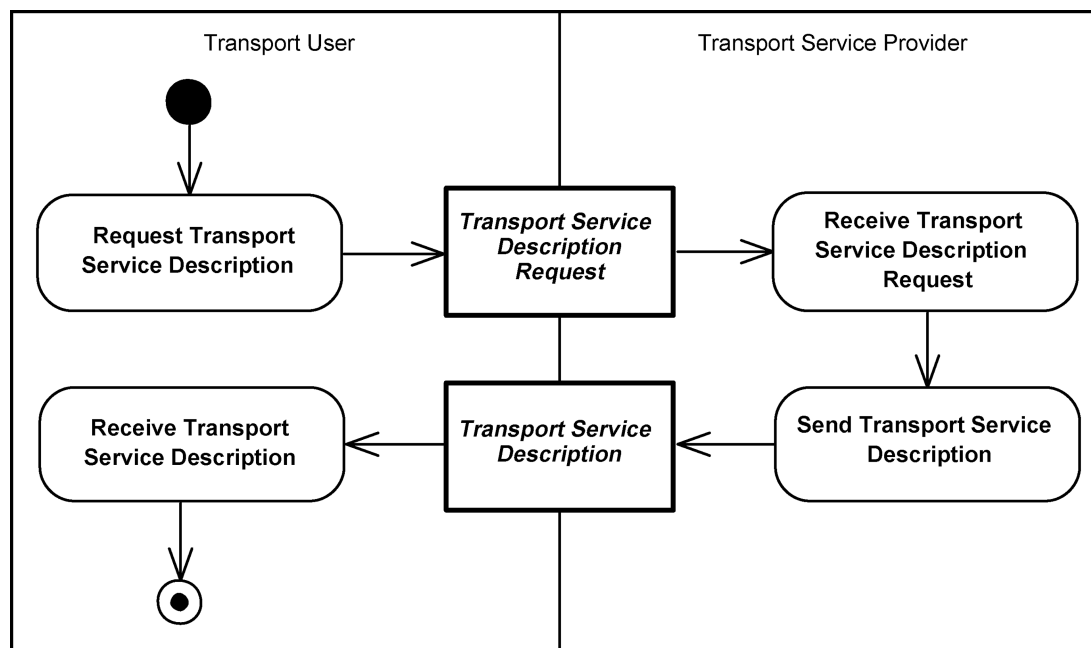 Transport User
Transport Service Provider
Request Transport
Service Description
Transport Service
Description
Request
Receive Transport
Service Description
Request
Receive Transport
Service Description
Transport Service
Description
Send Transport Service
Description